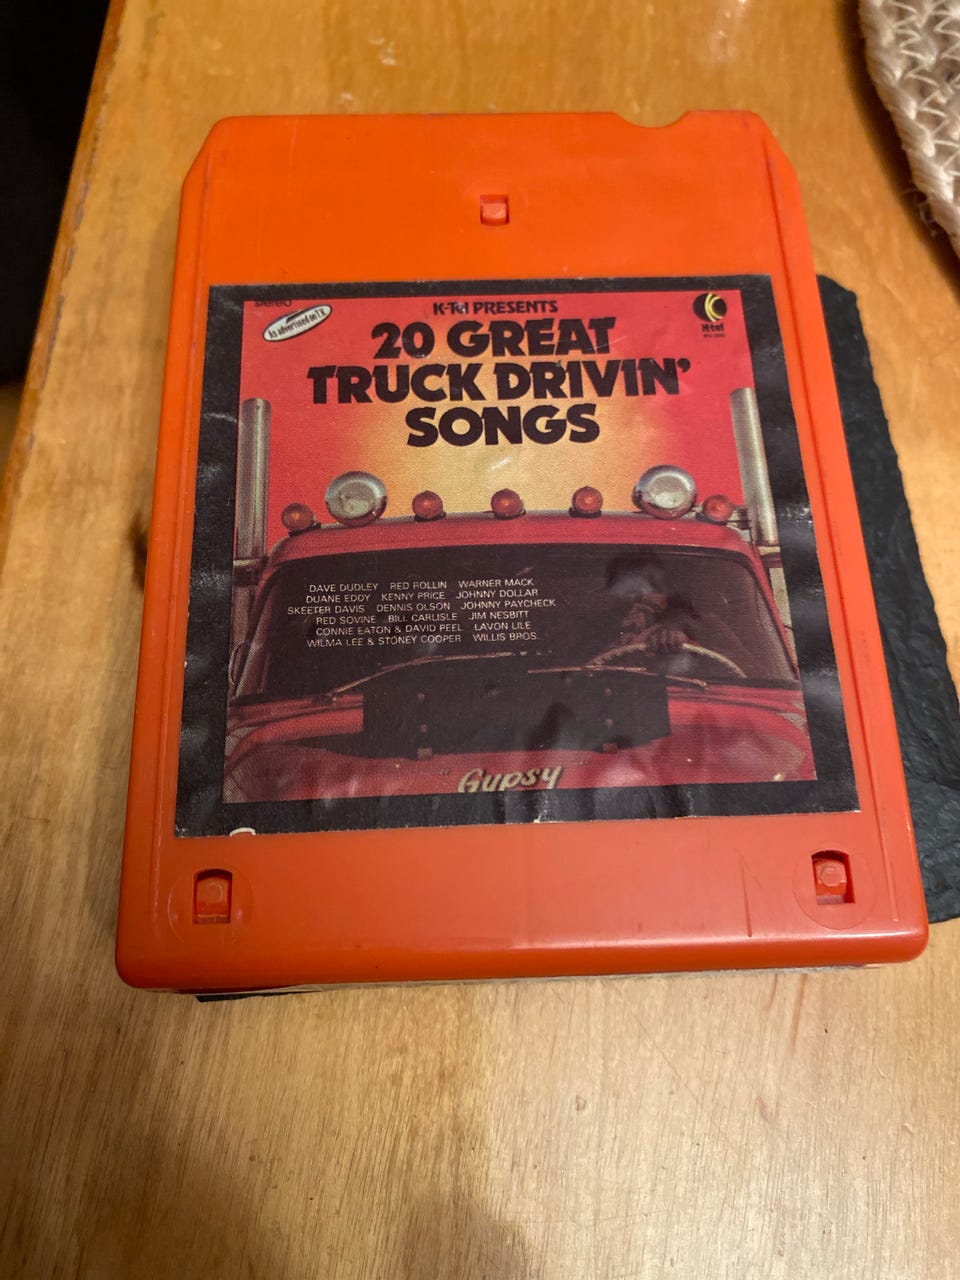 stereo
As advertised on T.V.
K-Tel PRESENTS
20 GREAT
TRUCK DRIVIN'
SONGS
K-tel
DAVE DUDLEY RED ROLLIN WARNER MACK
DUANE EDDY KENNY PRICE JOHNNY DOLLAR
SKEETER DAVIS DENNIS OLSON JOHNNY PAYCHECK
RED SOVINE BILL CARLISLE JIM NESBITT
CONNIE EATON & DAVID PEEL LAVON LILE
WILMA LEE & STONEY COOPER WILLIS BROS.
"Gypsy"